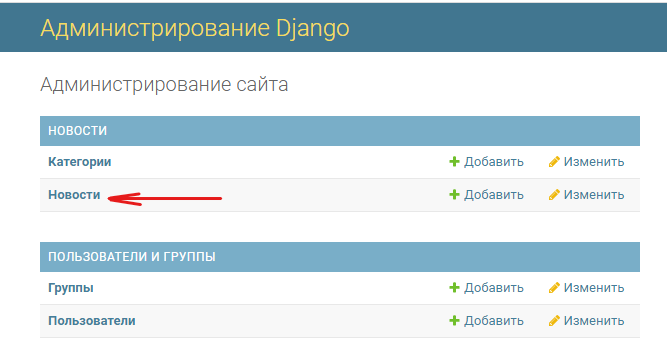 Администрирование Django
Администрирование сайта
НОВОСТИ
Категории Добавить Изменить
Новости Добавить Изменить
ПОЛЬЗОВАТЕЛИ И ГРУППЫ
Группы Добавить Изменить
Пользователи Добавить Изменить